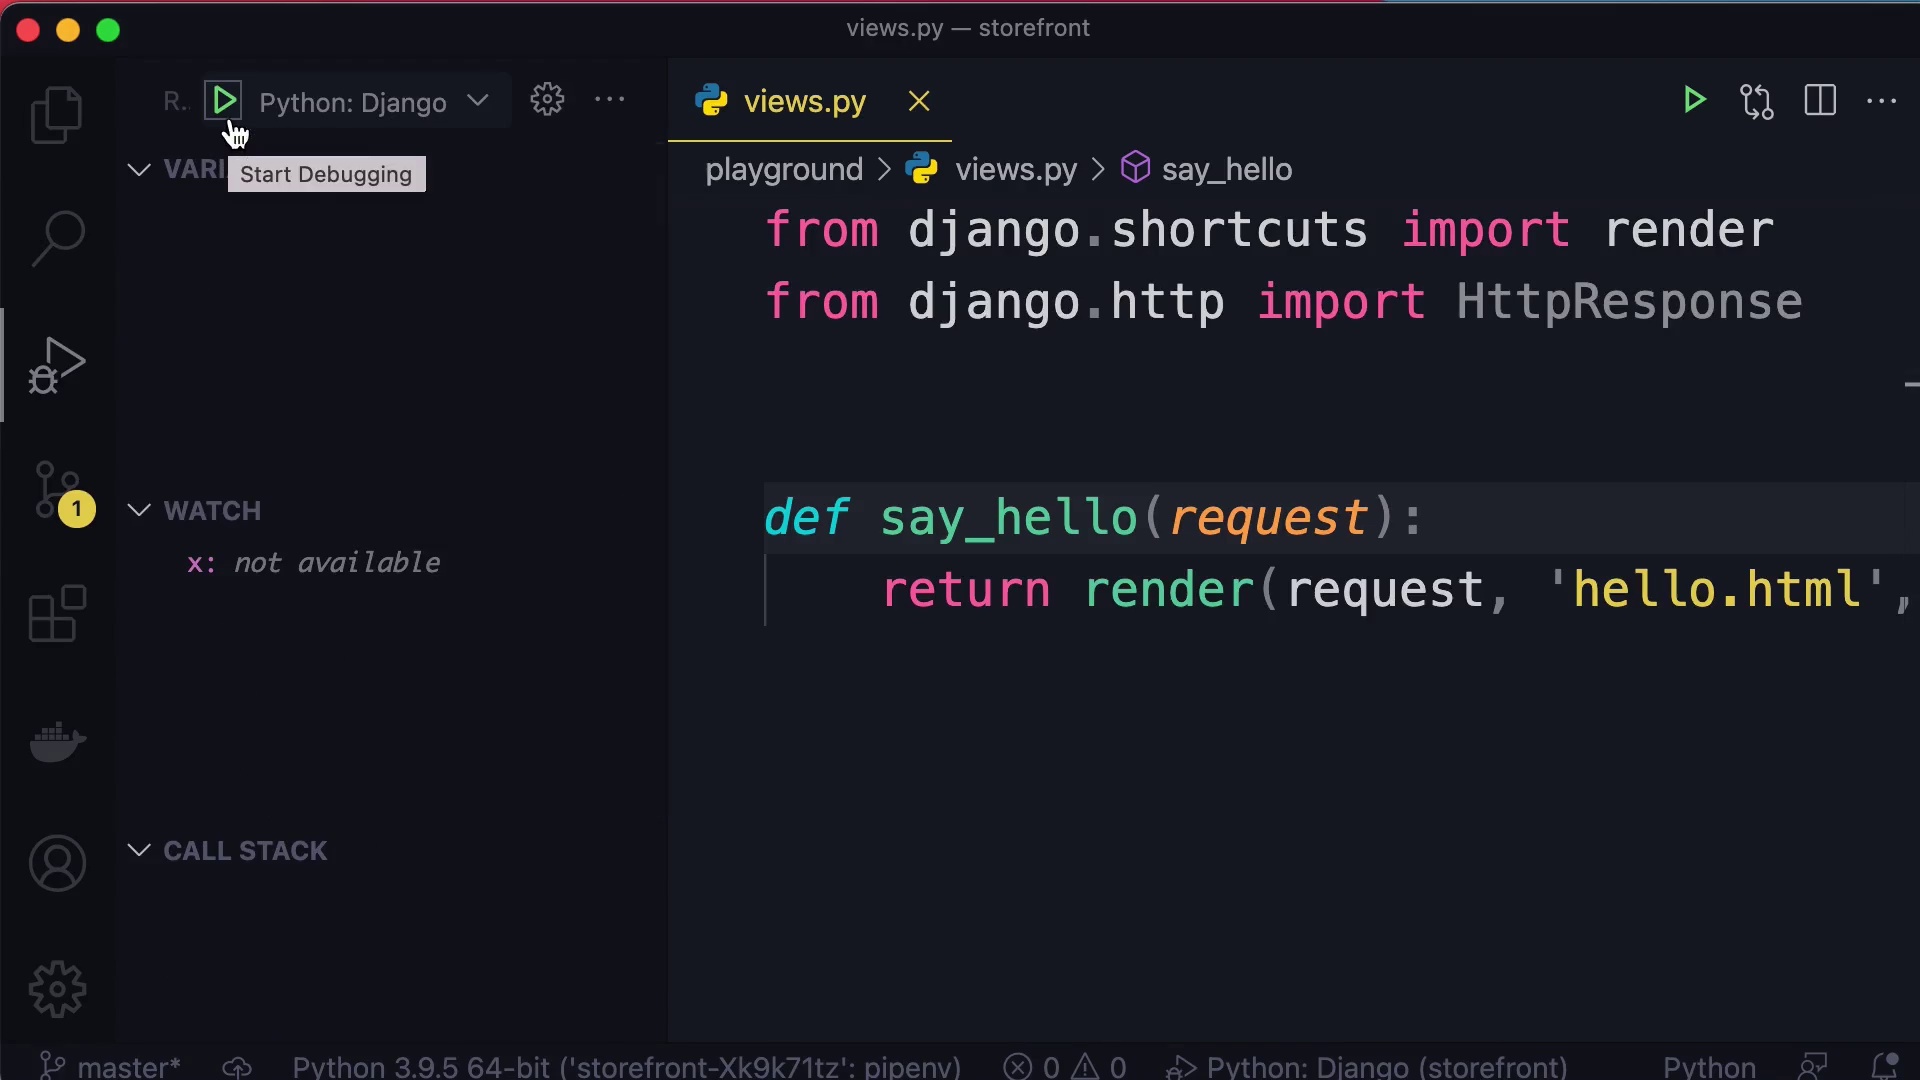 views.py — storefront
R..
Python: Django
views.py
VARI
Start Debugging
playground > views.py > say_hello
from django.shortcuts import render
from django.http import HttpResponse
def say_hello(request):
return render(request, 'hello.html',
WATCH
x: not available
1
CALL STACK
master*
Python 3.9.5 64-bit ('storefront-Xk9k71tz': pipenv)
0
0
Python: Django (storefront)
Python